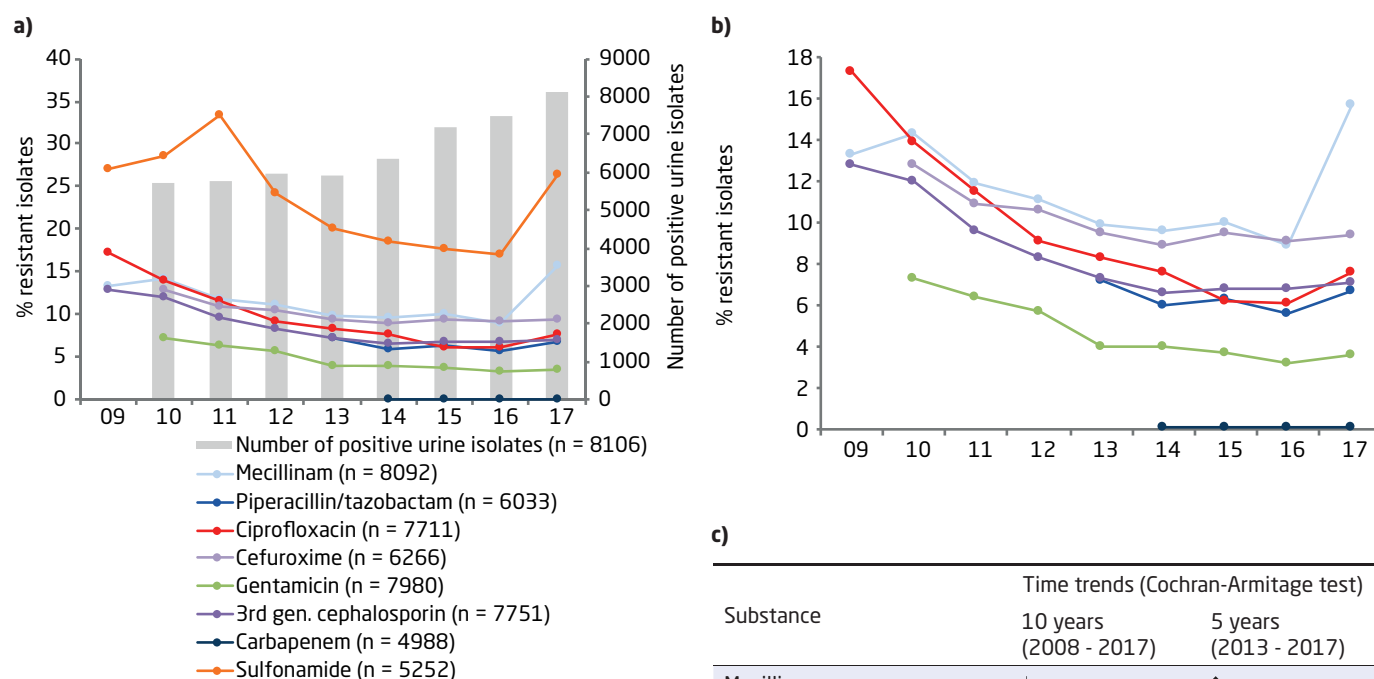 a)
40
35
30
25
20
15
10
5
0
% resistant isolates
9000
8000
7000
6000
5000
4000
3000
2000
1000
0
Number of positive urine isolates
09 10 11 12 13 14 15 16 17
Number of positive urine isolates (n = 8106)
Mecillinam (n = 8092)
Piperacillin/tazobactam (n = 6033)
Ciprofloxacin (n = 7711)
Cefuroxime (n = 6266)
Gentamicin (n = 7980)
3rd gen. cephalosporin (n = 7751)
Carbapenem (n = 4988)
Sulfonamide (n = 5252)
b)
18
16
14
12
10
8
6
4
2
0
% resistant isolates
09 10 11 12 13 14 15 16 17
c)
Time trends (Cochran-Armitage test)
Substance
10 years
(2008 - 2017)
5 years
(2013 - 2017)